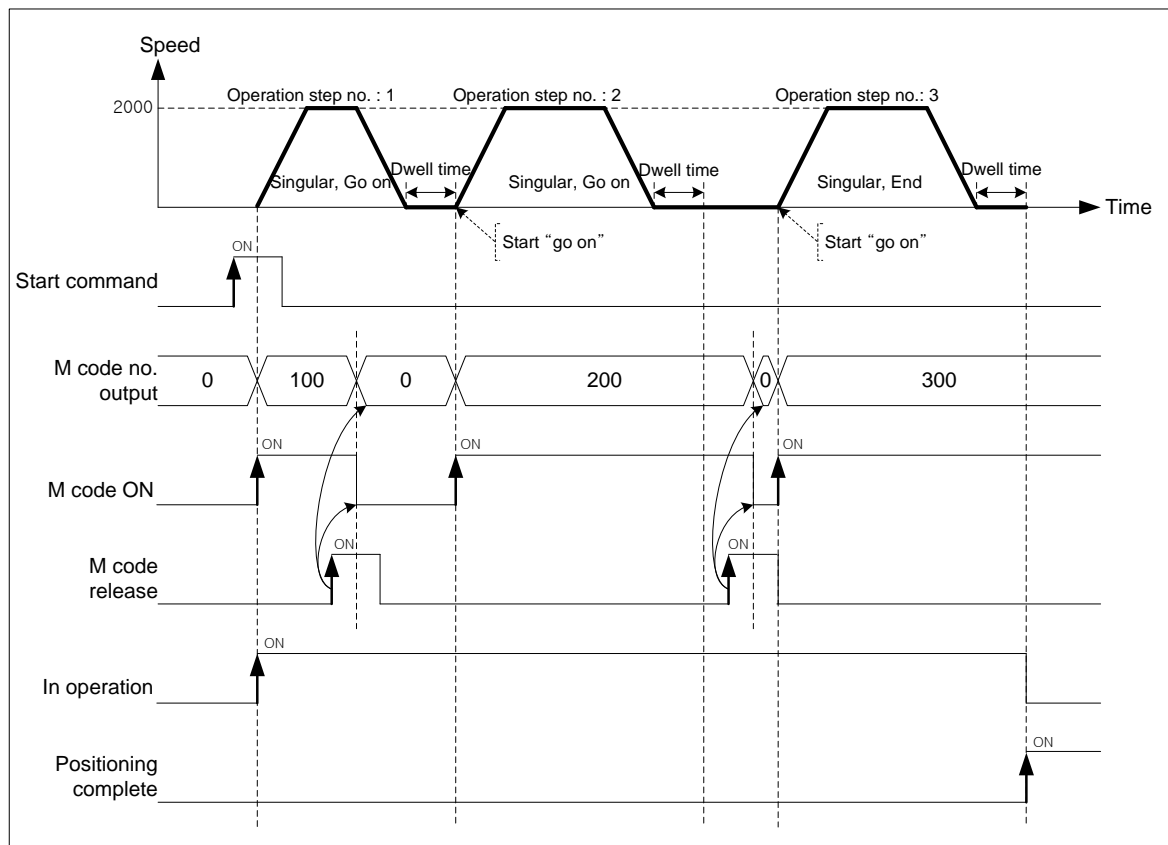 Speed
2000
Operation step no. : 1
Operation step no. : 2
Operation step no.: 3
Dwell time
Dwell time
Dwell time
Singular, Go on
Singular, Go on
Singular, End
Time
Start “go on”
Start “go on”
Start command
ON
M code no.
output
0
100
0
200
0
300
M code ON
ON
ON
ON
M code
release
ON
ON
In operation
ON
Positioning
complete
ON